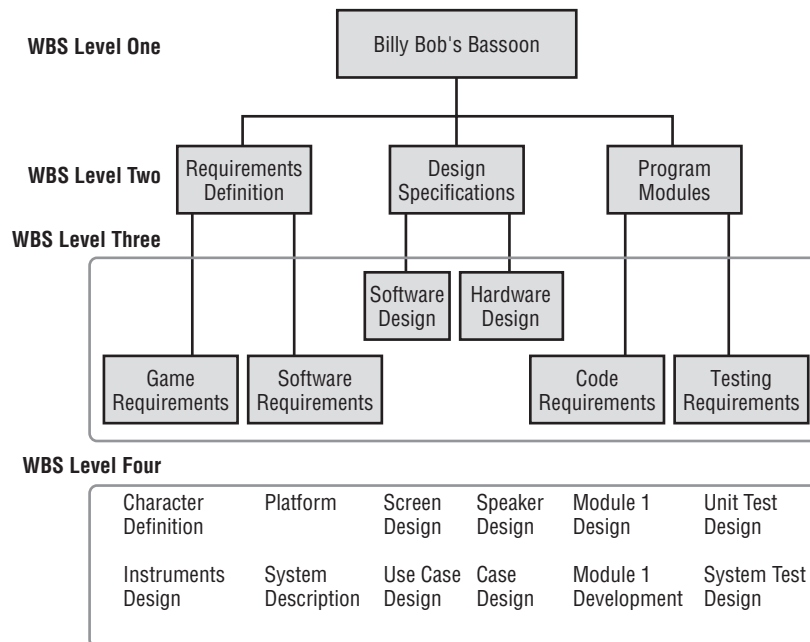 WBS Level One
Billy Bob's Bassoon
WBS Level Two
Requirements
Definition
Design
Specifications
Program
Modules
WBS Level Three
Software
Design
Hardware
Design
Game
Requirements
Software
Requirements
Code
Requirements
Testing
Requirements
WBS Level Four
Character
Definition
Platform
Screen
Design
Speaker
Design
Module 1
Design
Unit Test
Design
Instruments
Design
System
Description
Use Case
Design
Case
Design
Module 1
Development
System Test
Design